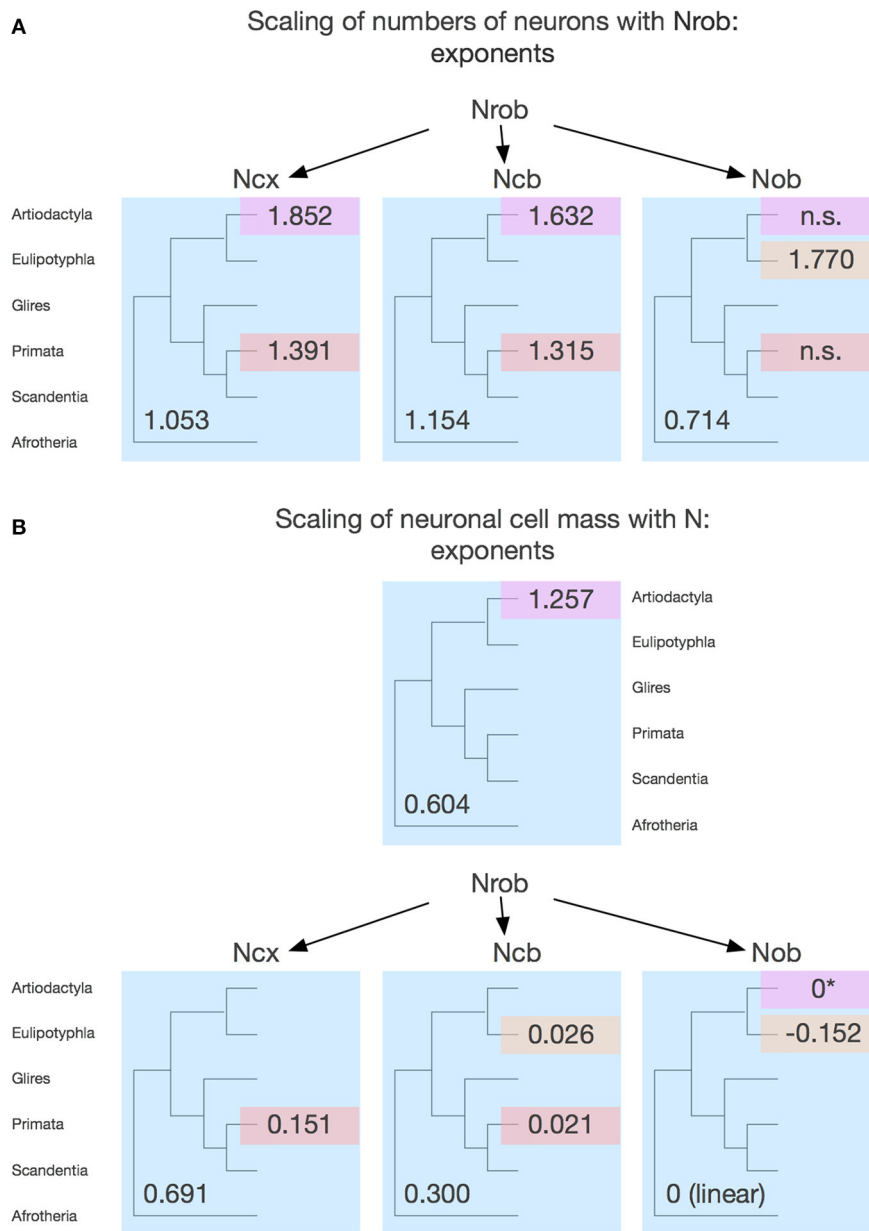 A
Scaling of numbers of neurons with Nrob:
exponents
Nrob
Ncx
Ncb
Nob
Artiodactyla
1.852
1.632
n.s.
Eulipotyphla
1.770
Glires
Primata
1.391
1.315
n.s.
Scandentia
1.053
1.154
0.714
Afrotheria
B
Scaling of neuronal cell mass with N:
exponents
1.257
Artiodactyla
Eulipotyphla
Glires
Primata
Scandentia
0.604
Afrotheria
Nrob
Ncx
Ncb
Nob
Artiodactyla
0*
Eulipotyphla
0.026
-0.152
Glires
Primata
0.151
0.021
Scandentia
0.691
0.300
0 (linear)
Afrotheria